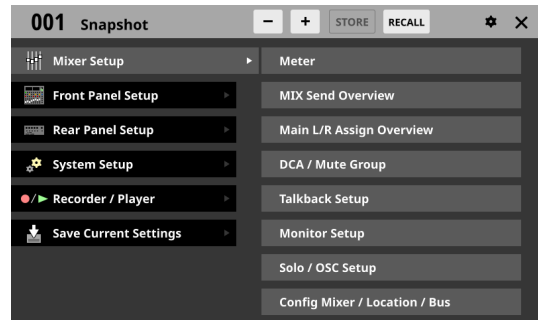 001 Snapshot − + STORE RECALL
Mixer Setup
Front Panel Setup
Rear Panel Setup
System Setup
Recorder / Player
Save Current Settings
Meter
MIX Send Overview
Main L/R Assign Overview
DCA / Mute Group
Talkback Setup
Monitor Setup
Solo / OSC Setup
Config Mixer / Location / Bus